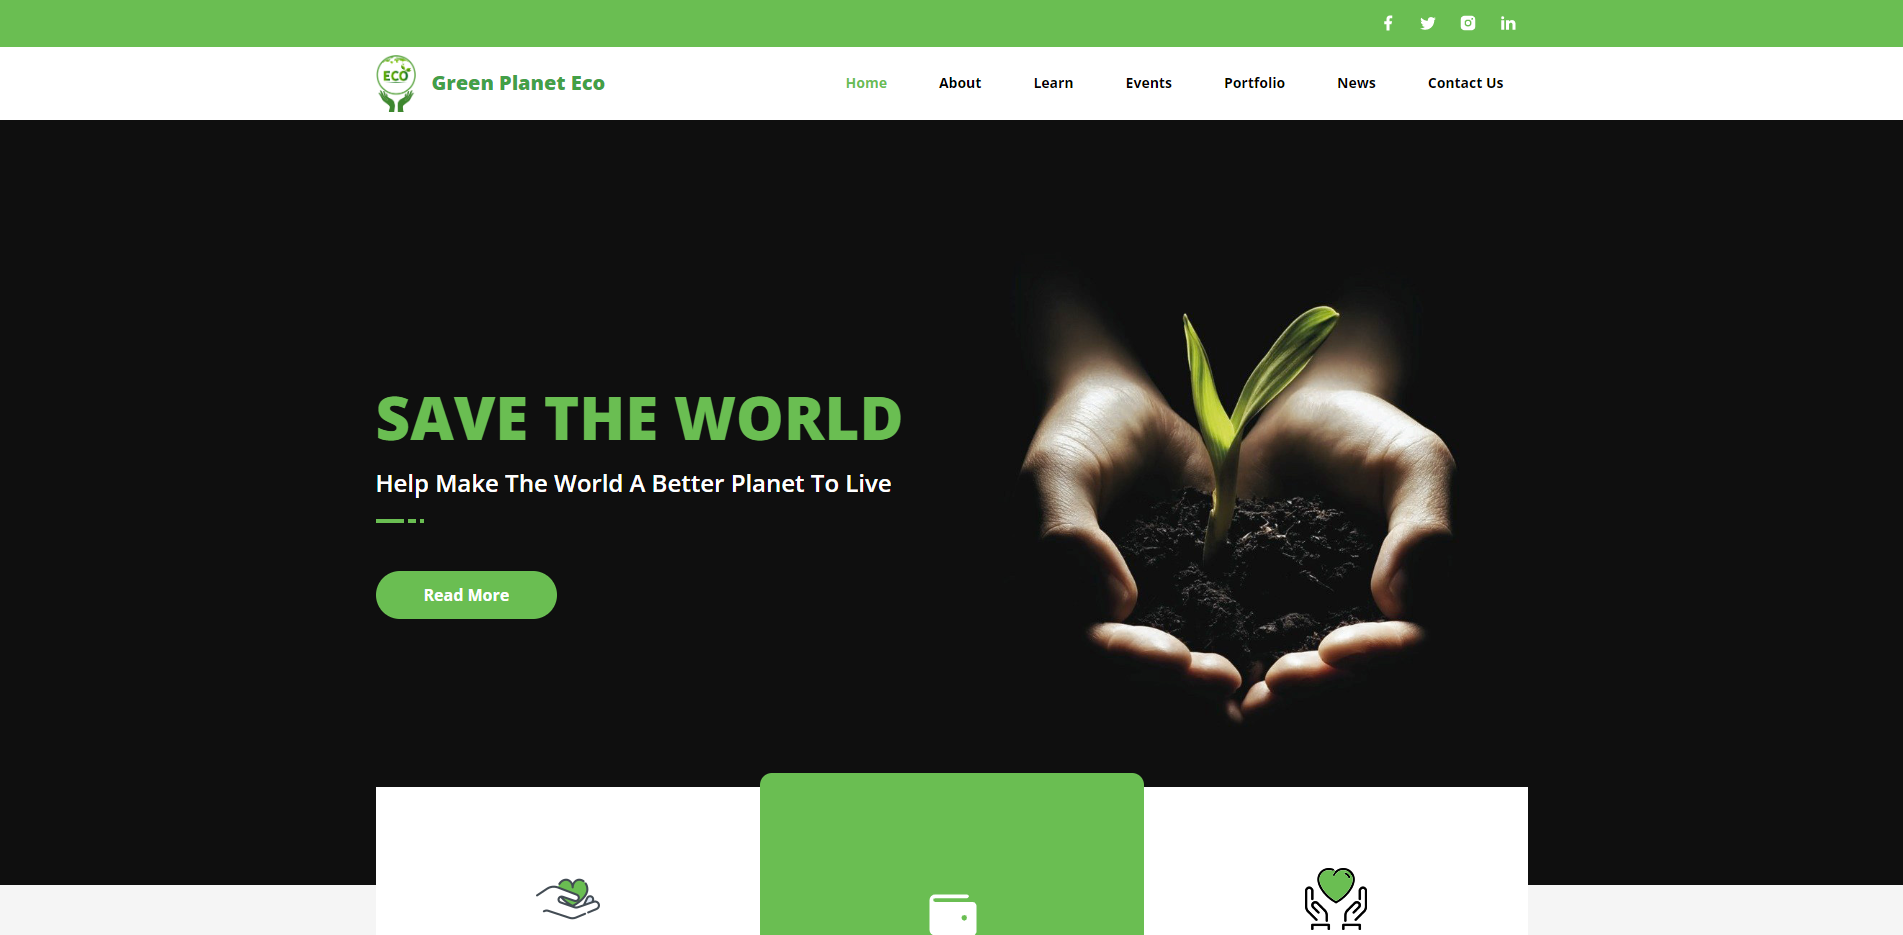 ECO
Green Planet Eco
Home
About
Learn
Events
Portfolio
News
Contact Us
SAVE THE WORLD
Help Make The World A Better Planet To Live
Read More